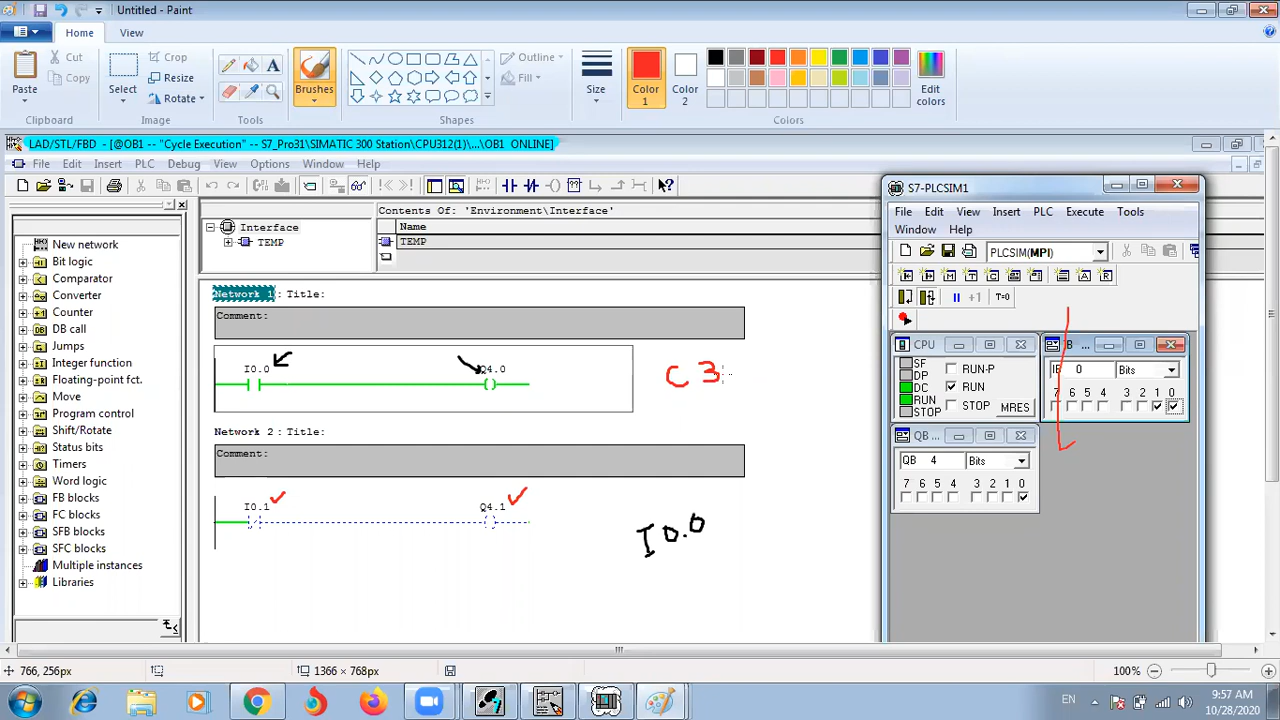 Untitled - Paint
Home View
Paste
Cut
Copy
Clipboard
Select
Crop
Resize
Rotate
Image
Tools
Brushes
Outline
Fill
Shapes
Size
Color 1
Color 2
Edit colors
Colors
LAD/STL/FBD - [@OB1 -- "Cycle Execution" -- S7_Pro31\SIMATIC 300 Station\CPU312(1)\...\OB1 ONLINE]
File Edit Insert PLC Debug View Options Window Help
New network
Bit logic
Comparator
Converter
Counter
DB call
Jumps
Integer function
Floating-point fct.
Move
Program control
Shift/Rotate
Status bits
Timers
Word logic
FB blocks
FC blocks
SFB blocks
SFC blocks
Multiple instances
Libraries
Interface
TEMP
Contents Of: 'Environment\Interface'
Name
TEMP
Network 1: Title:
Comment:
I0.0 Q4.0
C 3
Network 2: Title:
Comment:
I0.1 Q4.1
I0.0
S7-PLCSIM1
File Edit View Insert PLC Execute Tools
Window Help
PLCSIM(MPI)
+1 T=0
CPU
SF
DP
DC
RUN
STOP
RUN-P
RUN
STOP
MRES
IB 0 Bits
7 6 5 4 3 2 1 0
QB ...
QB 4 Bits
7 6 5 4 3 2 1 0
766, 256px
1366 × 768px
100%
EN
9:57 AM
10/28/2020